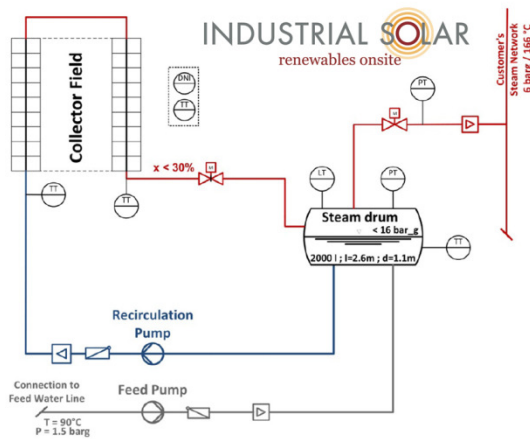 INDUSTRIAL SOLAR
renewables onsite
Customer's
Steam Network
6 barg / 166 °C
Collector Field
DNI
TT
PT
M
TT
TT
x < 30%
M
LT
PT
Steam drum
< 16 bar_g
2000 l ; l=2.6m ; d=1.1m
TT
Recirculation
Pump
Connection to
Feed Water Line
Feed Pump
T = 90°C
P = 1.5 barg